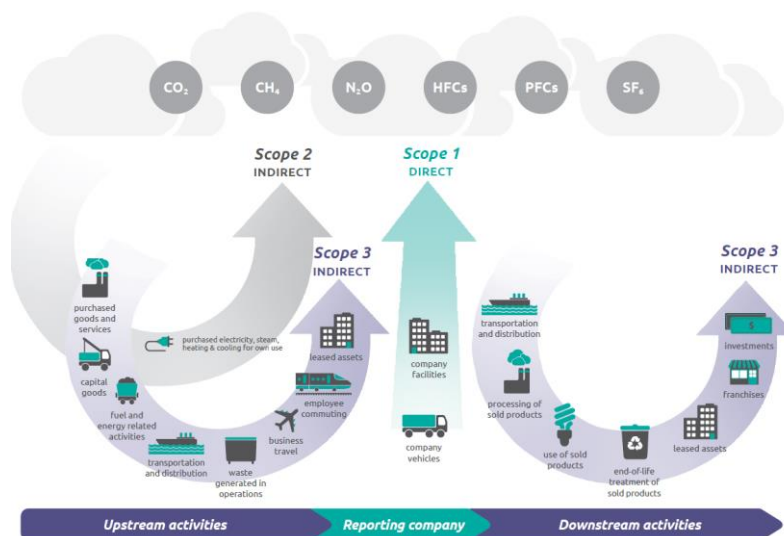 CO₂
CH₄
N₂O
HFCs
PFCs
SF₆
Scope 2
INDIRECT
Scope 1
DIRECT
Scope 3
INDIRECT
Scope 3
INDIRECT
purchased
goods and
services
capital
goods
fuel and
energy related
activities
transportation
and distribution
waste
generated in
operations
business
travel
employee
commuting
leased assets
purchased electricity, steam,
heating & cooling for own use
company
facilities
company
vehicles
transportation
and distribution
processing of
sold products
use of sold
products
end-of-life
treatment of
sold products
leased assets
franchises
$
investments
Upstream activities
Reporting company
Downstream activities